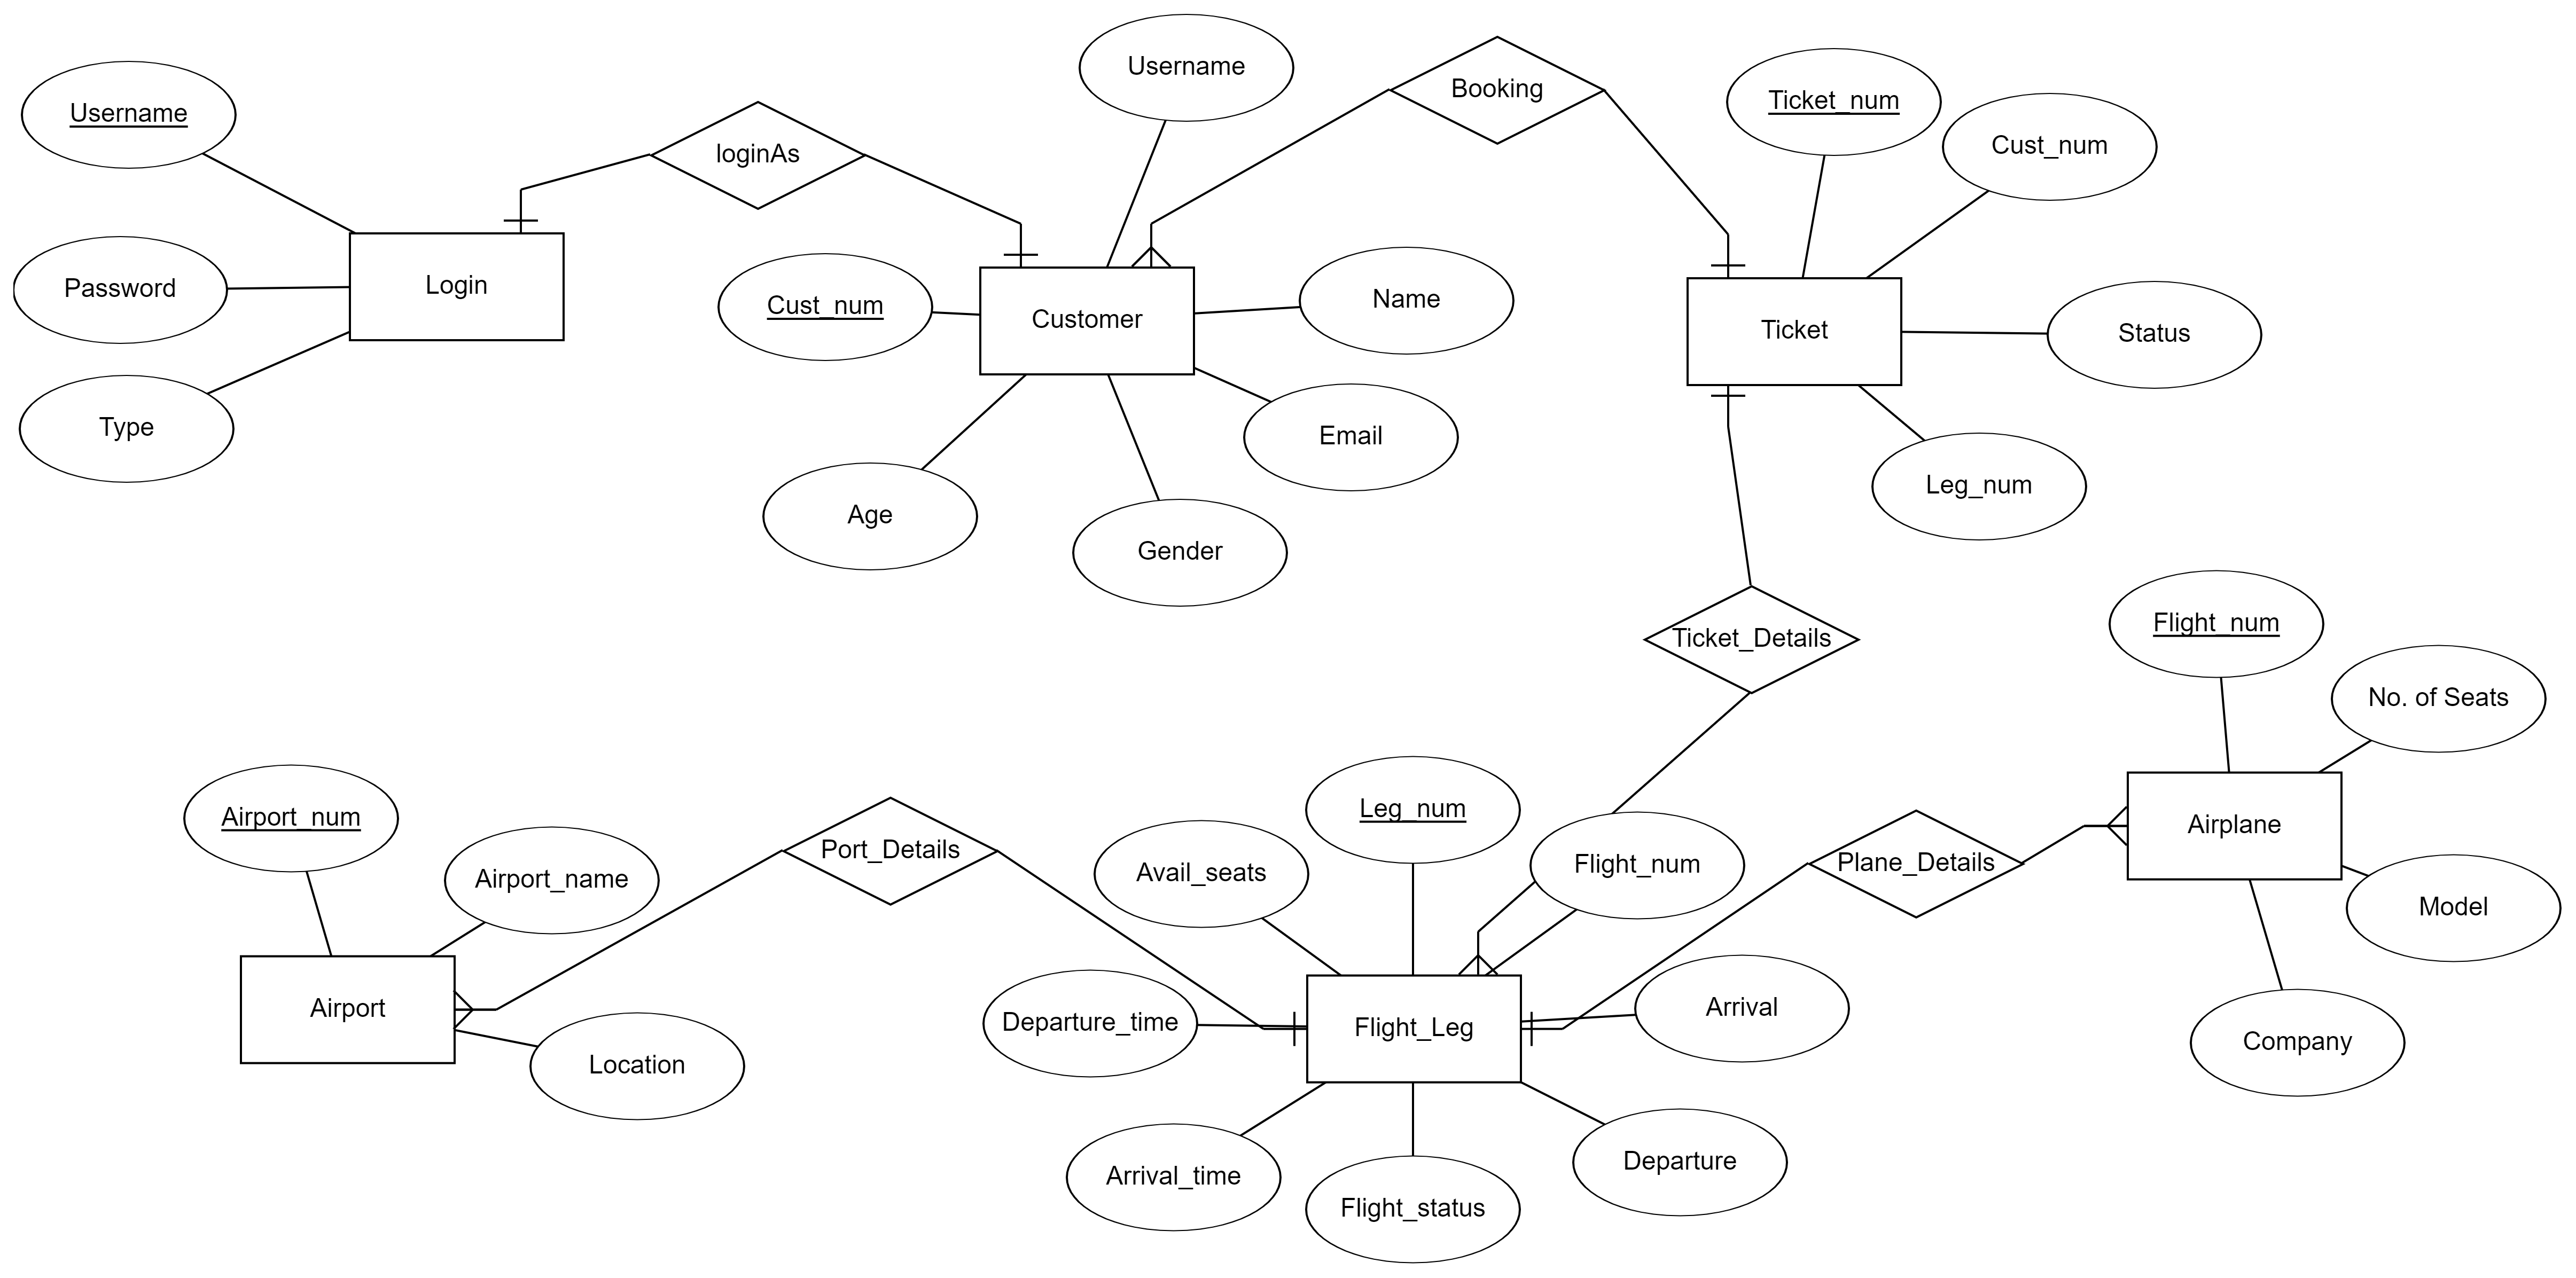 Username
Booking
Ticket_num
Username
Cust_num
loginAs
Password
Login
Cust_num
Customer
Name
Ticket
Status
Type
Email
Leg_num
Age
Gender
Flight_num
Ticket_Details
No. of Seats
Airport_num
Leg_num
Airplane
Port_Details
Plane_Details
Flight_num
Avail_seats
Airport_name
Model
Airport
Arrival
Departure_time
Flight_Leg
Company
Location
Departure
Arrival_time
Flight_status